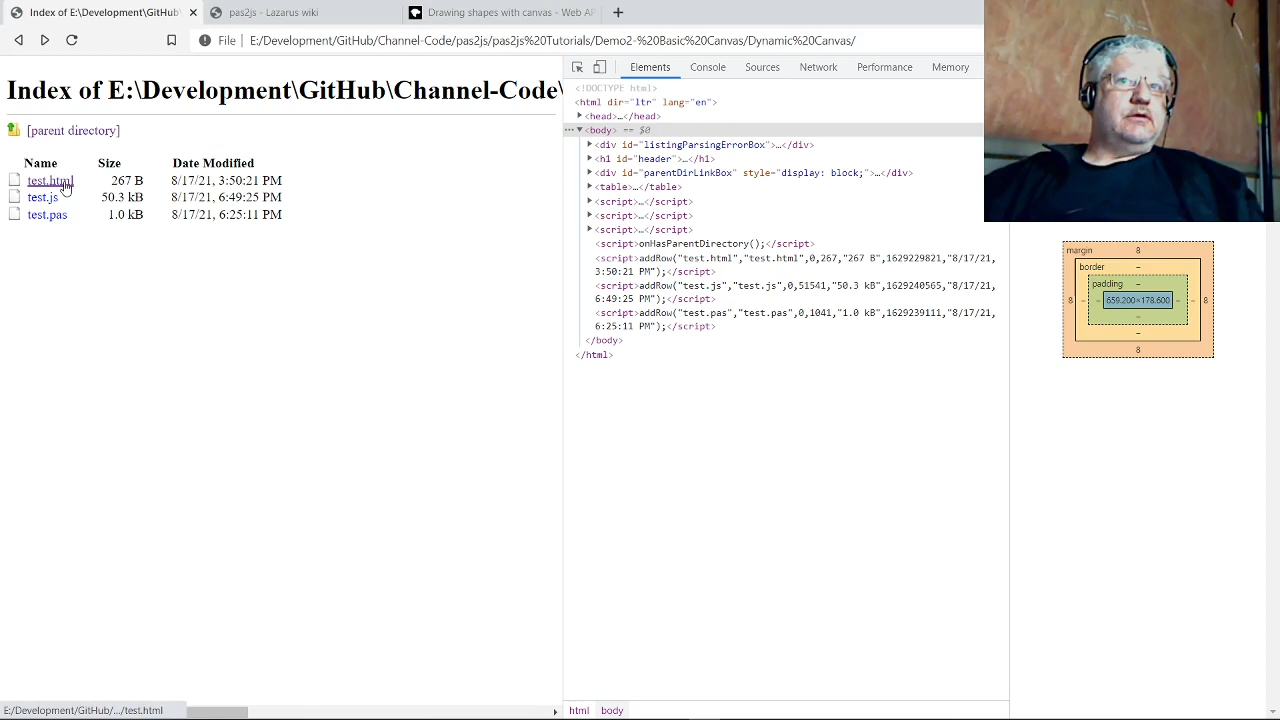 Index of E:\Development\GitHub\
pas2js - Lazarus wiki
Drawing shapes with canvas - Web AP
File
E:/Development/GitHub/Channel-Code/pas2js/pas2js%20Tutorials/Demo2-%20Basic%20Canvas/Dynamic%20Canvas/
Index of E:\Development\GitHub\Channel-Code\
[parent directory]
Name Size Date Modified
test.html 267 B 8/17/21, 3:50:21 PM
test.js 50.3 kB 8/17/21, 6:49:25 PM
test.pas 1.0 kB 8/17/21, 6:25:11 PM
Elements Console Sources Network Performance Memory
<!DOCTYPE html>
<html dir="ltr" lang="en">
<head>…</head>
<body> == $0
<div id="listingParsingErrorBox">…</div>
<h1 id="header">…</h1>
<div id="parentDirLinkBox" style="display: block;">…</div>
<table>…</table>
<script>…</script>
<script>…</script>
<script>…</script>
<script>onHasParentDirectory();</script>
<script>addRow("test.html","test.html",0,267,"267 B",1629229821,"8/17/21,
3:50:21 PM");</script>
<script>addRow("test.js","test.js",0,51541,"50.3 kB",1629240565,"8/17/21,
6:49:25 PM");</script>
<script>addRow("test.pas","test.pas",0,1041,"1.0 kB",1629239111,"8/17/21,
6:25:11 PM");</script>
</body>
</html>
margin 8
border –
padding –
8 – – 659.200×178.600 – – 8
–
–
8
E:/Development/GitHub/.../test.html
html body